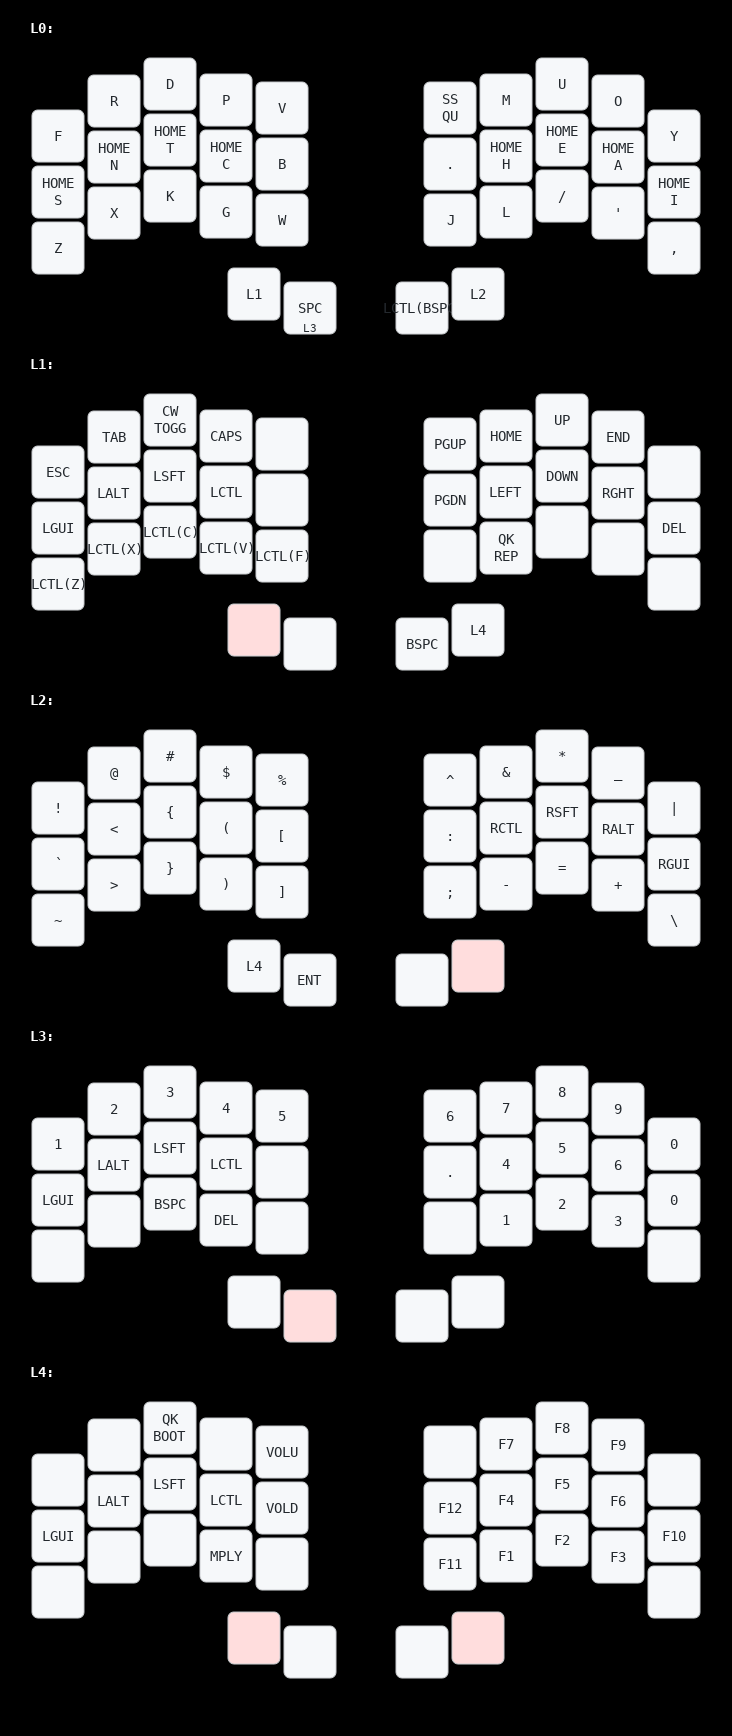 L0:
F R D P V SS QU M U O Y
HOME S HOME N HOME T HOME C B . HOME H HOME E HOME A HOME I
Z X K G W J L / ' ,
L1 SPC L3 LCTL(BSPC L2
L1:
ESC TAB CW TOGG CAPS PGUP HOME UP END
LGUI LALT LSFT LCTL PGDN LEFT DOWN RGHT DEL
LCTL(Z) LCTL(X) LCTL(C) LCTL(V) LCTL(F) QK REP
BSPC L4
L2:
! @ # $ % ^ & * _ |
` < { ( [ : RCTL RSFT RALT RGUI
~ > } ) ] ; - = + \
L4 ENT
L3:
1 2 3 4 5 6 7 8 9 0
LGUI LALT LSFT LCTL . 4 5 6 0
BSPC DEL 1 2 3
L4:
QK BOOT VOLU F7 F8 F9
LGUI LALT LSFT LCTL VOLD F12 F4 F5 F6 F10
MPLY F11 F1 F2 F3